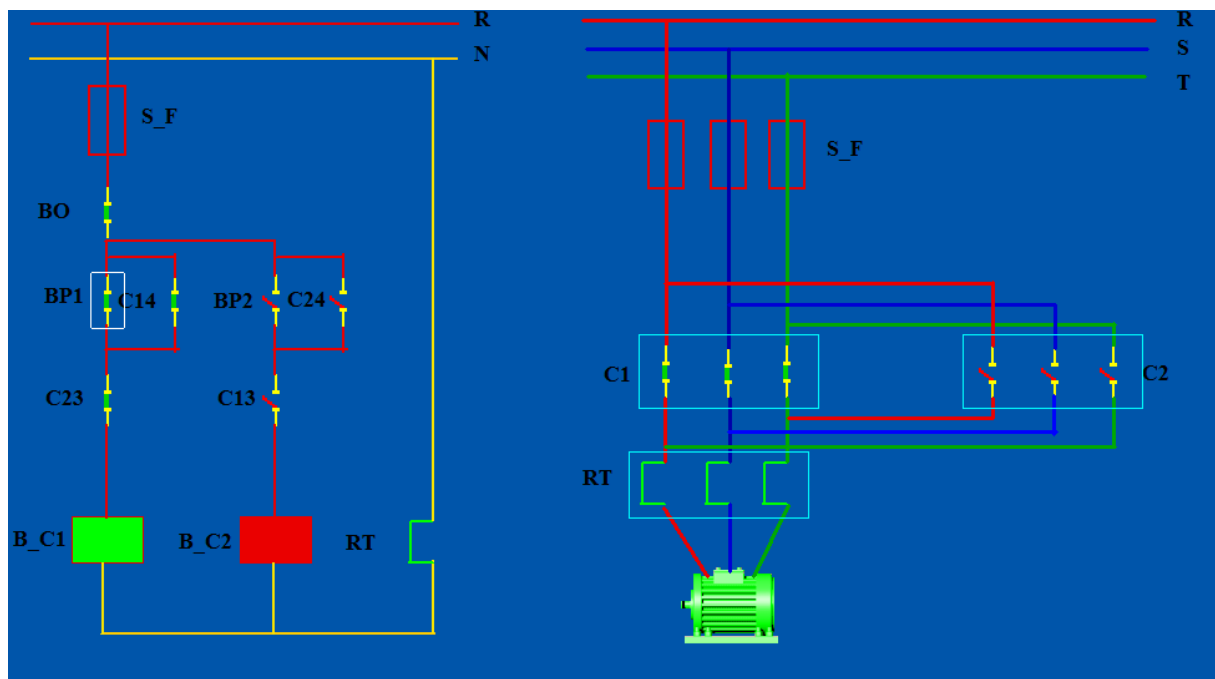 R
N
S_F
BO
BP1
C14
BP2
C24
C23
C13
B_C1
B_C2
RT
R
S
T
S_F
C1
C2
RT